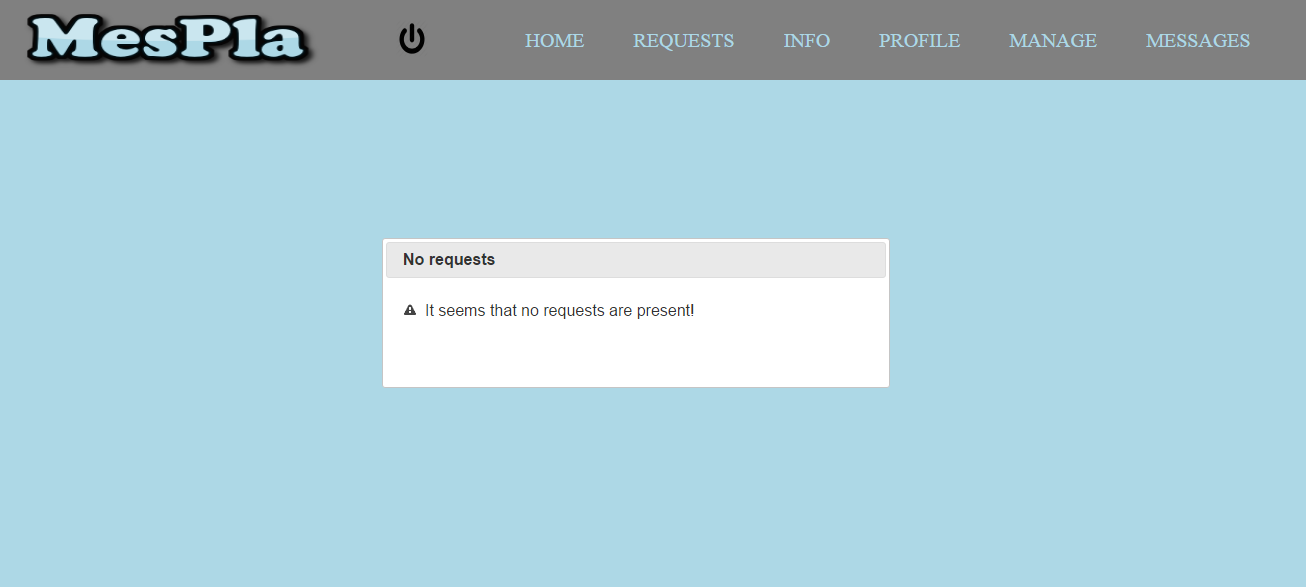 MesPla
HOME REQUESTS INFO PROFILE MANAGE MESSAGES
No requests
It seems that no requests are present!